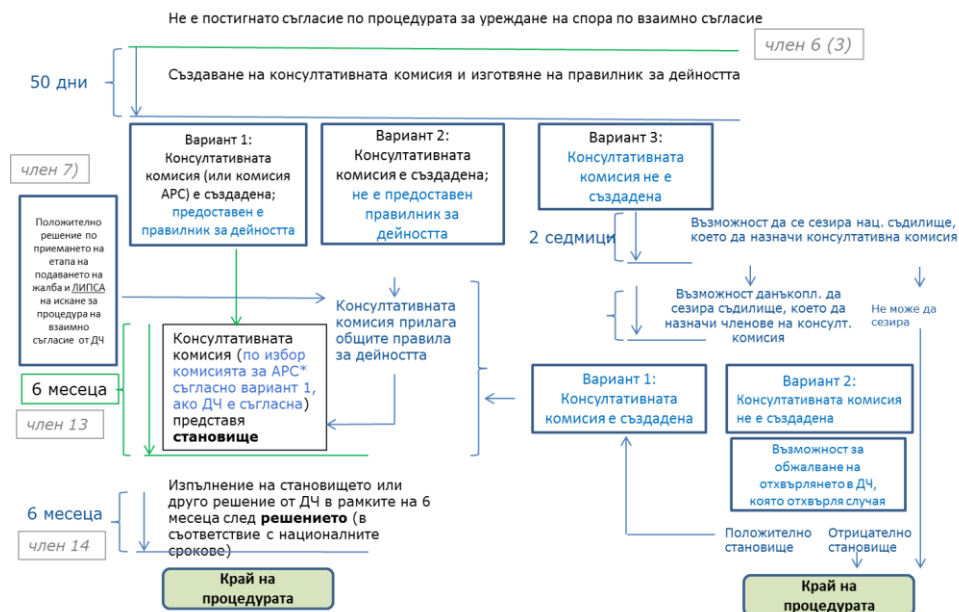 Не е постигнато съгласие по процедурата за уреждане на спора по взаимно съгласие
член 6 (3)
50 дни
Създаване на консултативната комисия и изготвяне на правилник за дейността
Вариант 1:
Консултативната
комисия (или
комисия АРС) е
създадена;
предоставен е
правилник за
дейността
Вариант 2:
Консултативната
комисия е създадена;
не е предоставен
правилник за
дейността
Вариант 3:
Консултативната
комисия не е
създадена
член 7)
Положително
решение по
приемането на
етапа на
подаването на
жалба и ЛИПСА
на искане за
процедура на
взаимно
съгласие от ДЧ
2 седмици
Възможност да се сезира нац. съдилище,
което да назначи консултативна комисия
Възможност данъкопл. да
сезира съдилище, което да
назначи членове на консулт.
комисия
Не може да
сезира
Консултативната
комисия прилага
общите правила
за дейността
6 месеца
член 13
Консултативната
комисия (по избор
комисията за АРС*
съгласно вариант 1,
ако ДЧ е съгласна)
представя
становище
Вариант 1:
Консултативната
комисия е създадена
Вариант 2:
Консултативната комисия
не е създадена
Възможност за
обжалване на
отхвърлянето в ДЧ,
която отхвърля случая
6 месеца
член 14
Изпълнение на становището или
друго решение от ДЧ в рамките на 6
месеца след решението (в
съответствие с националните
срокове)
Положително
становище
Отрицателно
становище
Край на
процедурата
Край на
процедурата